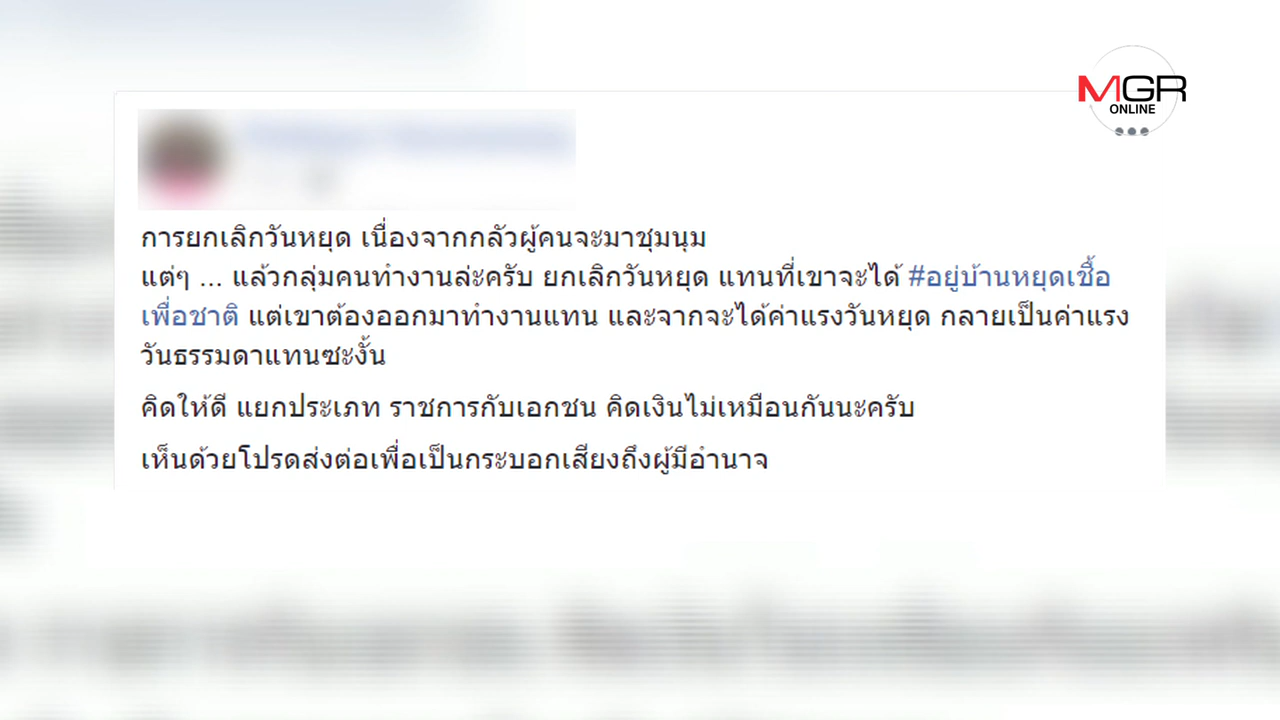 MGR
ONLINE
การยกเลิกวันหยุด เนื่องจากกลัวผู้คนจะมาชุมนุม
แต่ๆ ... แล้วกลุ่มคนทำงานล่ะครับ ยกเลิกวันหยุด แทนที่เขาจะได้ #อยู่บ้านหยุดเชื้อ
เพื่อชาติ แต่เขาต้องออกมาทำงานแทน และจากจะได้ค่าแรงวันหยุด กลายเป็นค่าแรง
วันธรรมดาแทนซะงั้น
คิดให้ดี แยกประเภท ราชการกับเอกชน คิดเงินไม่เหมือนกันนะครับ
เห็นด้วยโปรดส่งต่อเพื่อเป็นกระบอกเสียงถึงผู้มีอำนาจ